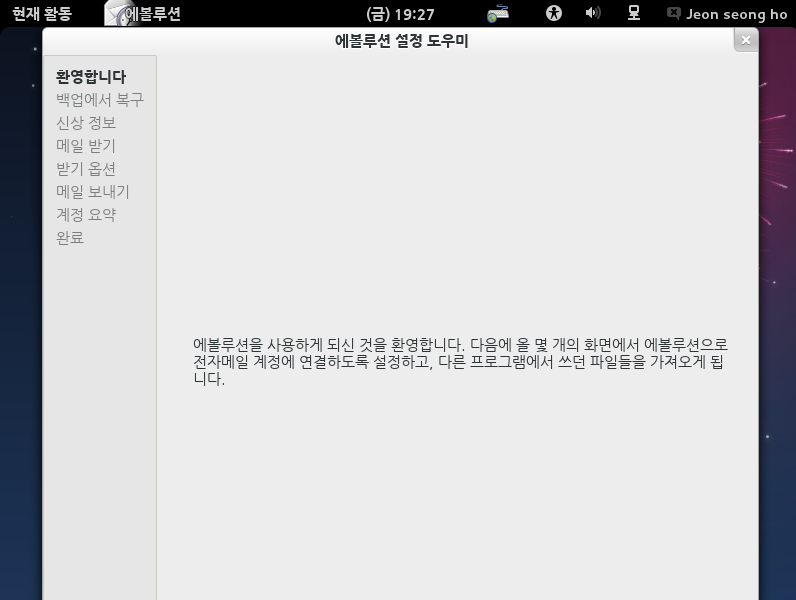 현재 활동 에볼루션 (금) 19:27 Jeon seong ho
에볼루션 설정 도우미
환영합니다
백업에서 복구
신상 정보
메일 받기
받기 옵션
메일 보내기
계정 요약
완료
에볼루션을 사용하게 되신 것을 환영합니다. 다음에 올 몇 개의 화면에서 에볼루션으로
전자메일 계정에 연결하도록 설정하고, 다른 프로그램에서 쓰던 파일들을 가져오게 됩
니다.